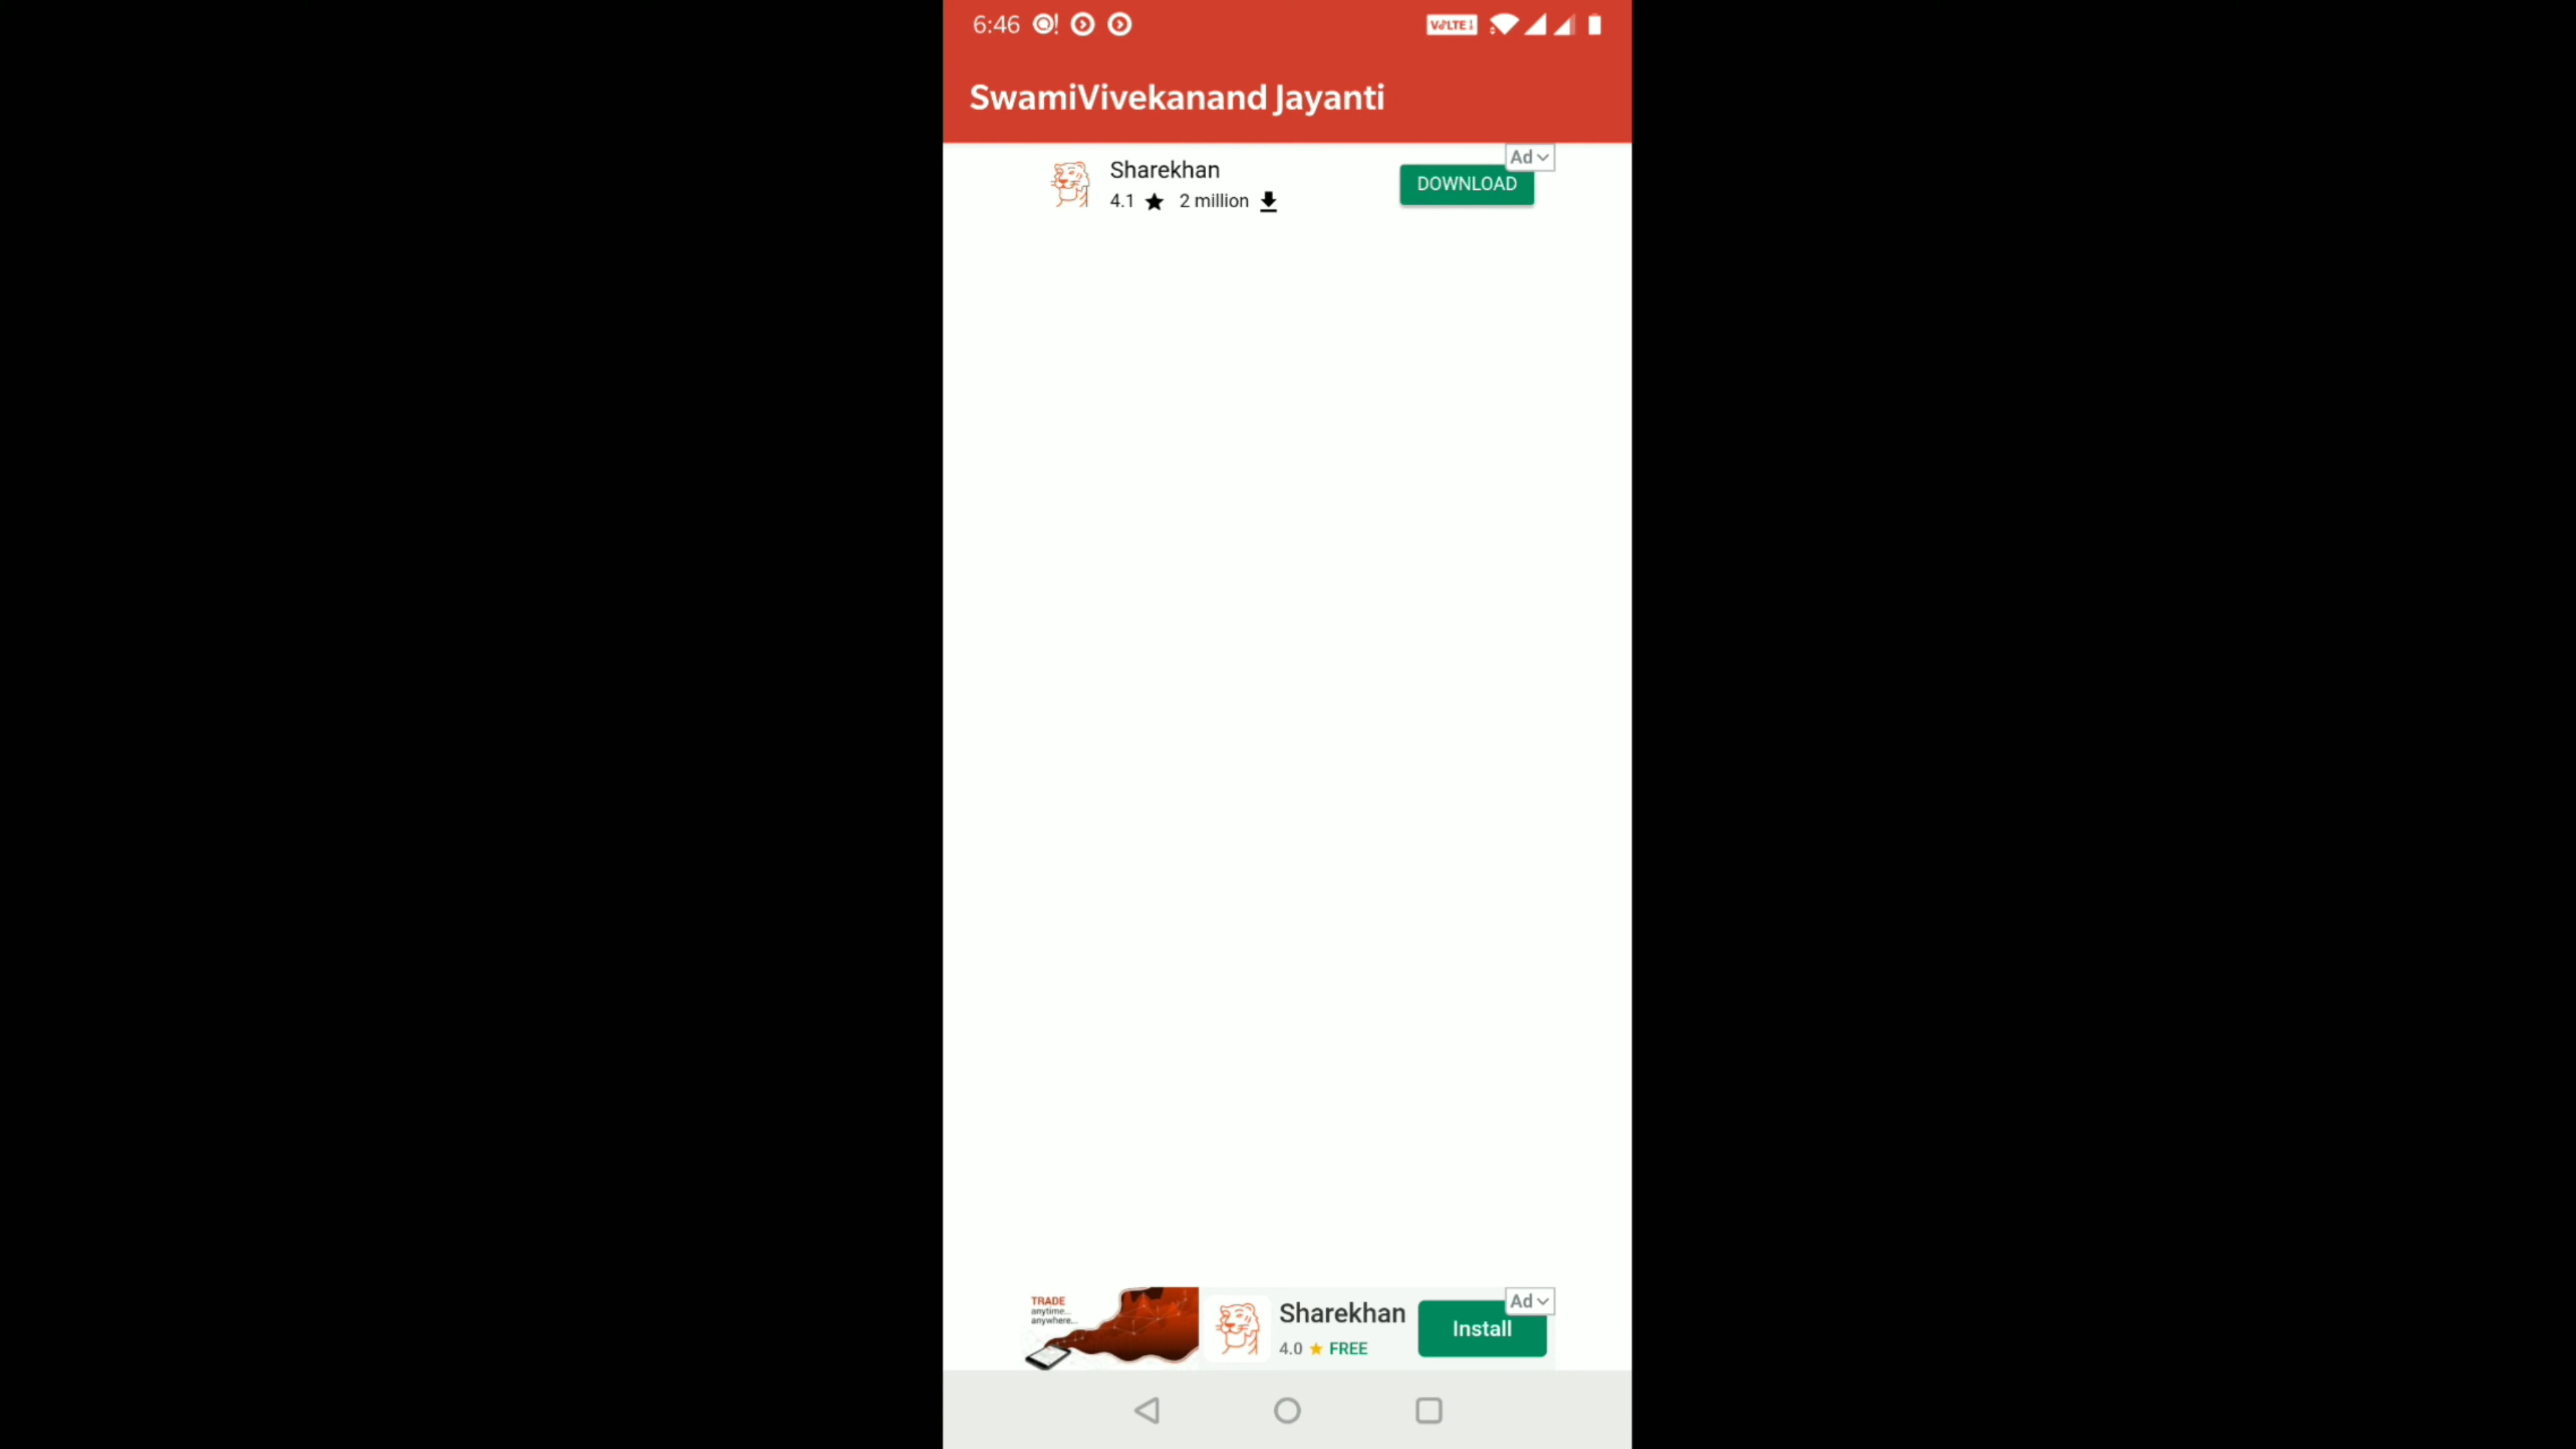 6:46
VoLTE
SwamiVivekanand Jayanti
Ad
Sharekhan
DOWNLOAD
4.1 ★ 2 million
Ad
TRADE
anytime...
anywhere...
Sharekhan
Install
4.0 ★ FREE